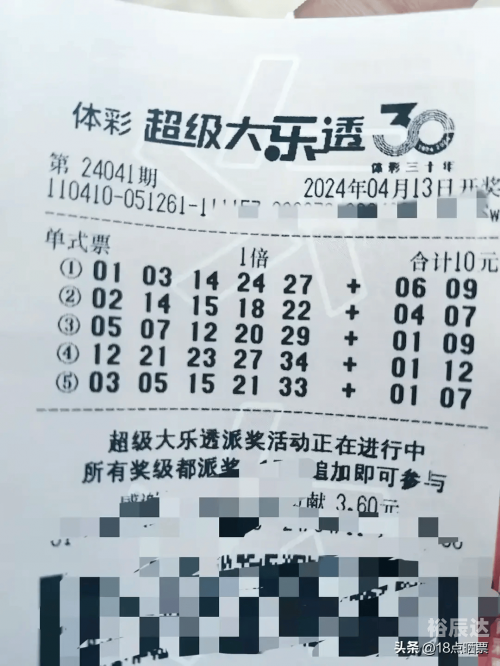 体彩 超级大乐透 30
体彩三十年
第 24041期 2024年04月13日开奖
110410-051261-1
单式票 1倍 合计10元
① 01 03 14 24 27 + 06 09
② 02 14 15 18 22 + 04 07
③ 05 07 12 20 29 + 01 09
④ 12 21 23 27 34 + 01 12
⑤ 03 05 15 21 33 + 01 07
超级大乐透派奖活动正在进行中
所有奖级都派奖 追加即可参与
献 3.60元
裕辰达
头条 @18点晒票